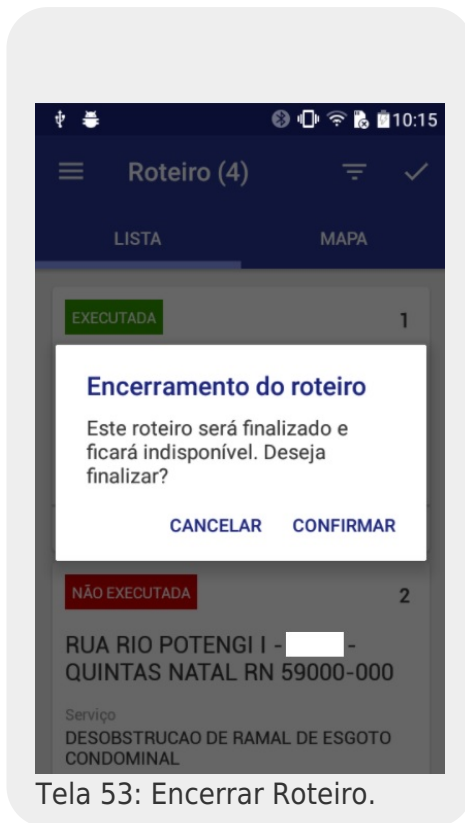 10:15
Roteiro (4)
LISTA MAPA
EXECUTADA 1
Encerramento do roteiro
Este roteiro será finalizado e
ficará indisponível. Deseja
finalizar?
CANCELAR CONFIRMAR
NÃO EXECUTADA 2
RUA RIO POTENGI I - -
QUINTAS NATAL RN 59000-000
Serviço
DESOBSTRUCAO DE RAMAL DE ESGOTO
CONDOMINAL
Tela 53: Encerrar Roteiro.